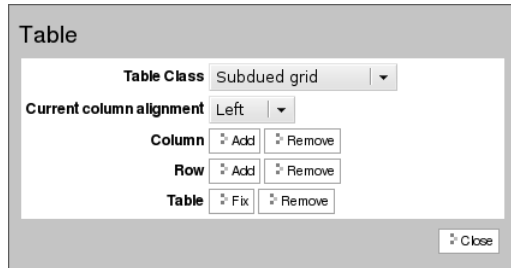 Table
Table Class Subdued grid
Current column alignment Left
Column Add Remove
Row Add Remove
Table Fix Remove
Close